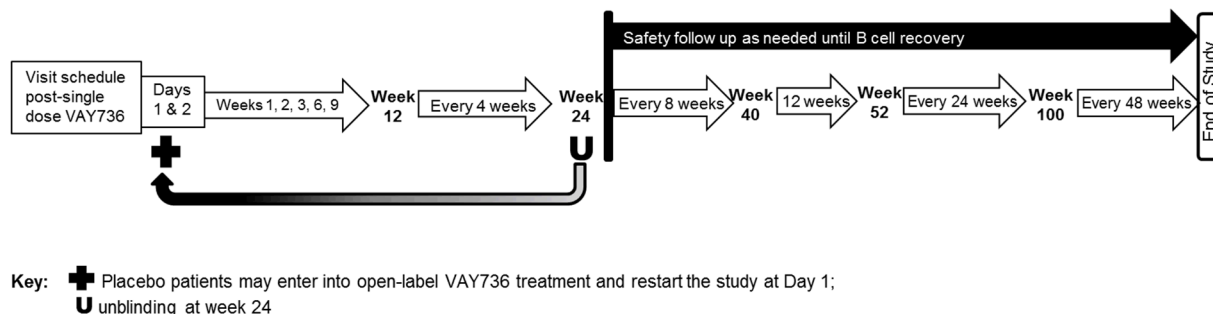 Safety follow up as needed until B cell recovery
Visit schedule
post-single
dose VAY736
Days
1 & 2
Weeks 1, 2, 3, 6, 9
Week
12
Every 4 weeks
Week
24
Every 8 weeks
Week
40
12 weeks
Week
52
Every 24 weeks
Week
100
Every 48 weeks
End of Study
U
Key:
Placebo patients may enter into open-label VAY736 treatment and restart the study at Day 1;
U unblinding at week 24